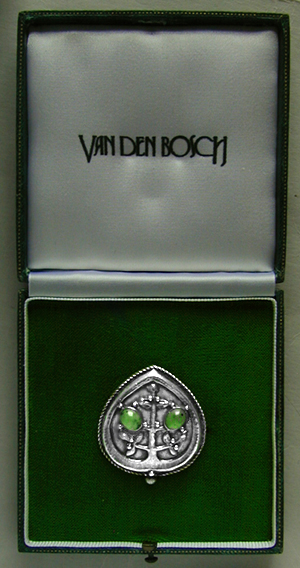 VAN DEN BOSCH